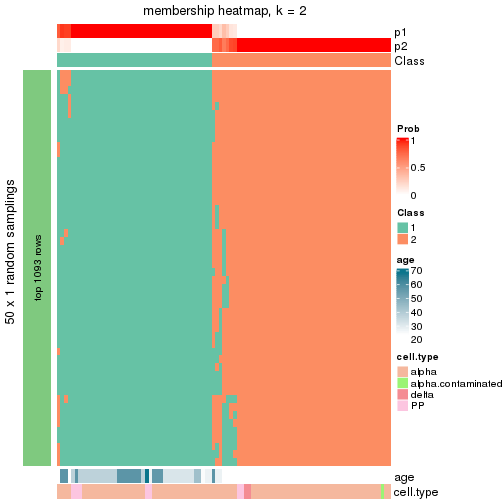 membership heatmap, k = 2
p1
p2
Class
50 x 1 random samplings
top 1093 rows
Prob
1
0.5
0
Class
1
2
age
70
60
50
40
30
20
cell.type
alpha
alpha.contaminated
delta
PP
age
cell.type